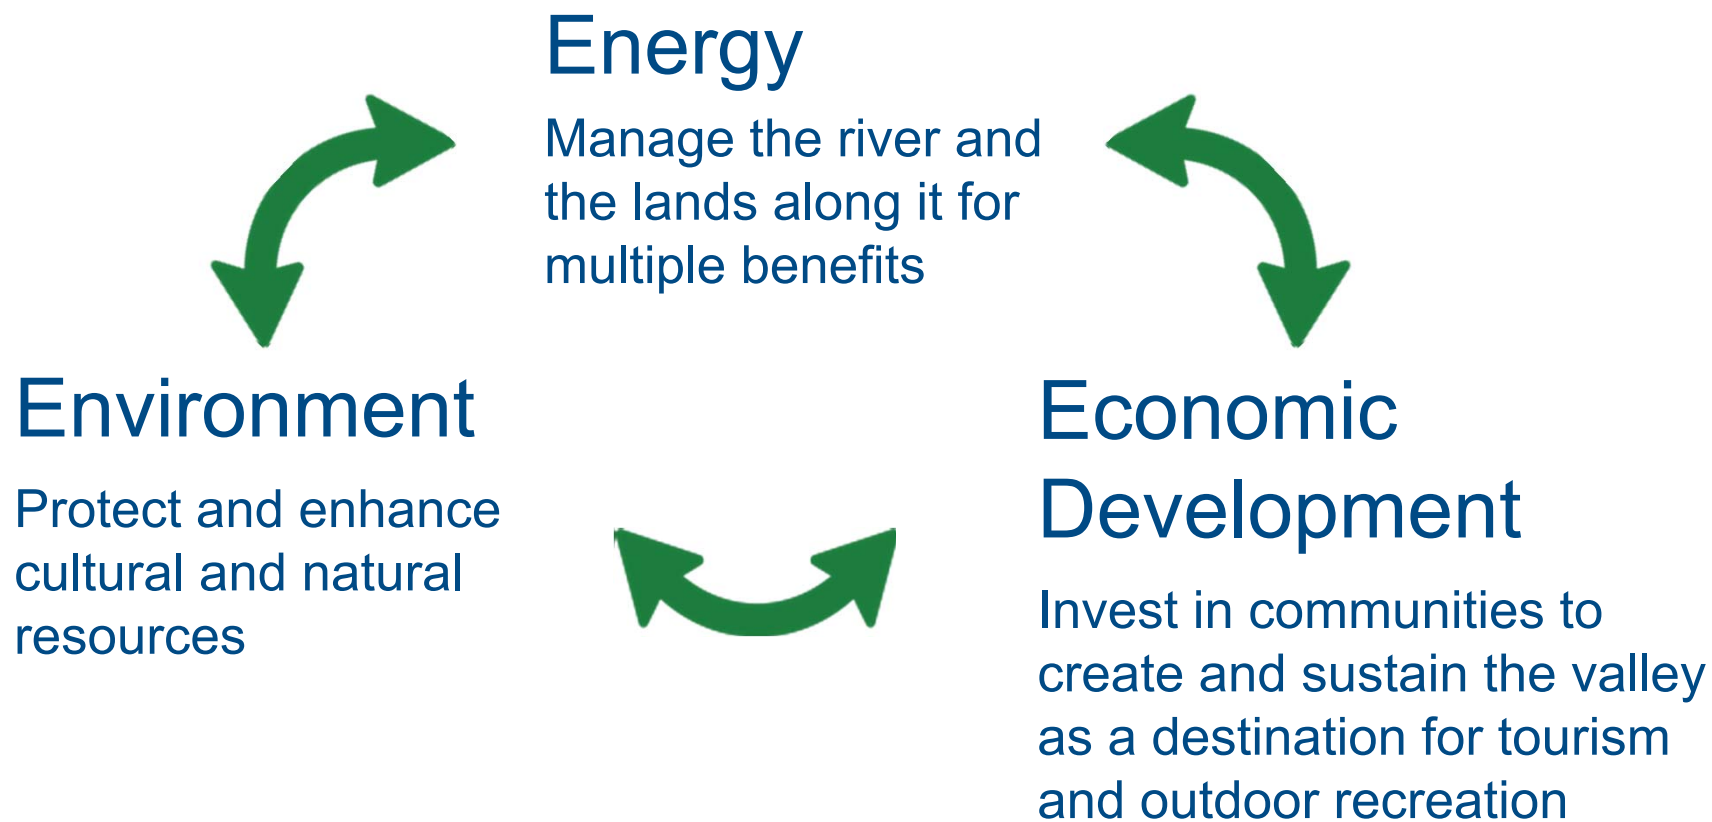 Energy
Manage the river and
the lands along it for
multiple benefits
Environment
Protect and enhance
cultural and natural
resources
Economic
Development
Invest in communities to
create and sustain the valley
as a destination for tourism
and outdoor recreation